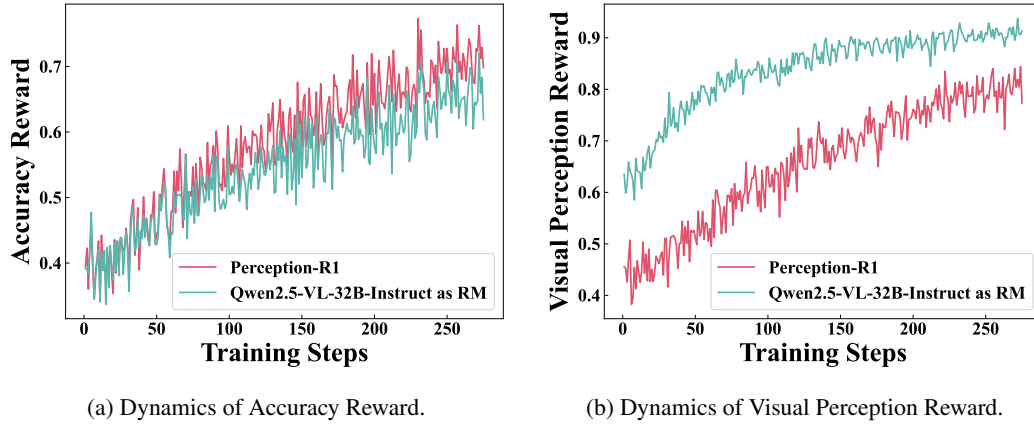 Accuracy Reward
0.7
0.6
0.5
0.4
0
50
100
150
200
250
Training Steps
Perception-R1
Qwen2.5-VL-32B-Instruct as RM
(a) Dynamics of Accuracy Reward.
Visual Perception Reward
0.9
0.8
0.7
0.6
0.5
0.4
0
50
100
150
200
250
Training Steps
Perception-R1
Qwen2.5-VL-32B-Instruct as RM
(b) Dynamics of Visual Perception Reward.